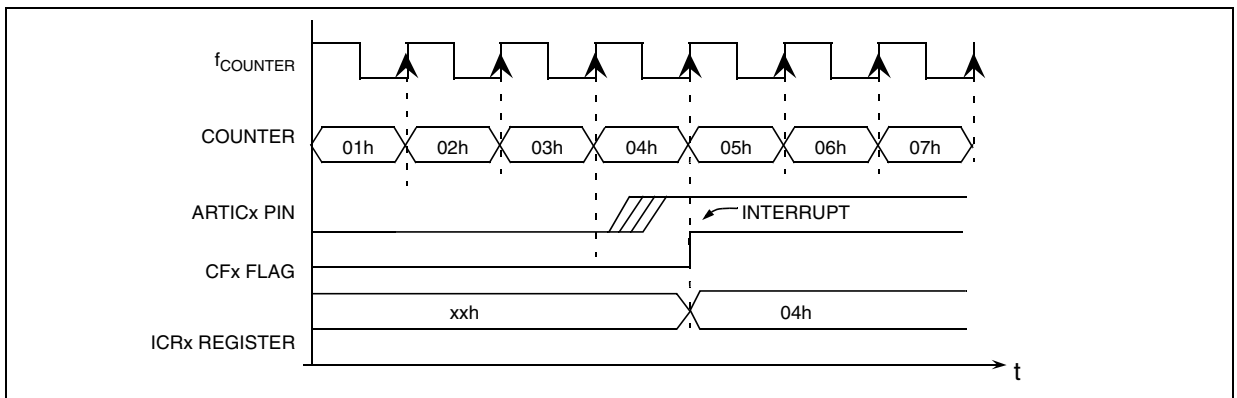 fCOUNTER
COUNTER 01h 02h 03h 04h 05h 06h 07h
ARTICx PIN INTERRUPT
CFx FLAG
xxh 04h
ICRx REGISTER
t